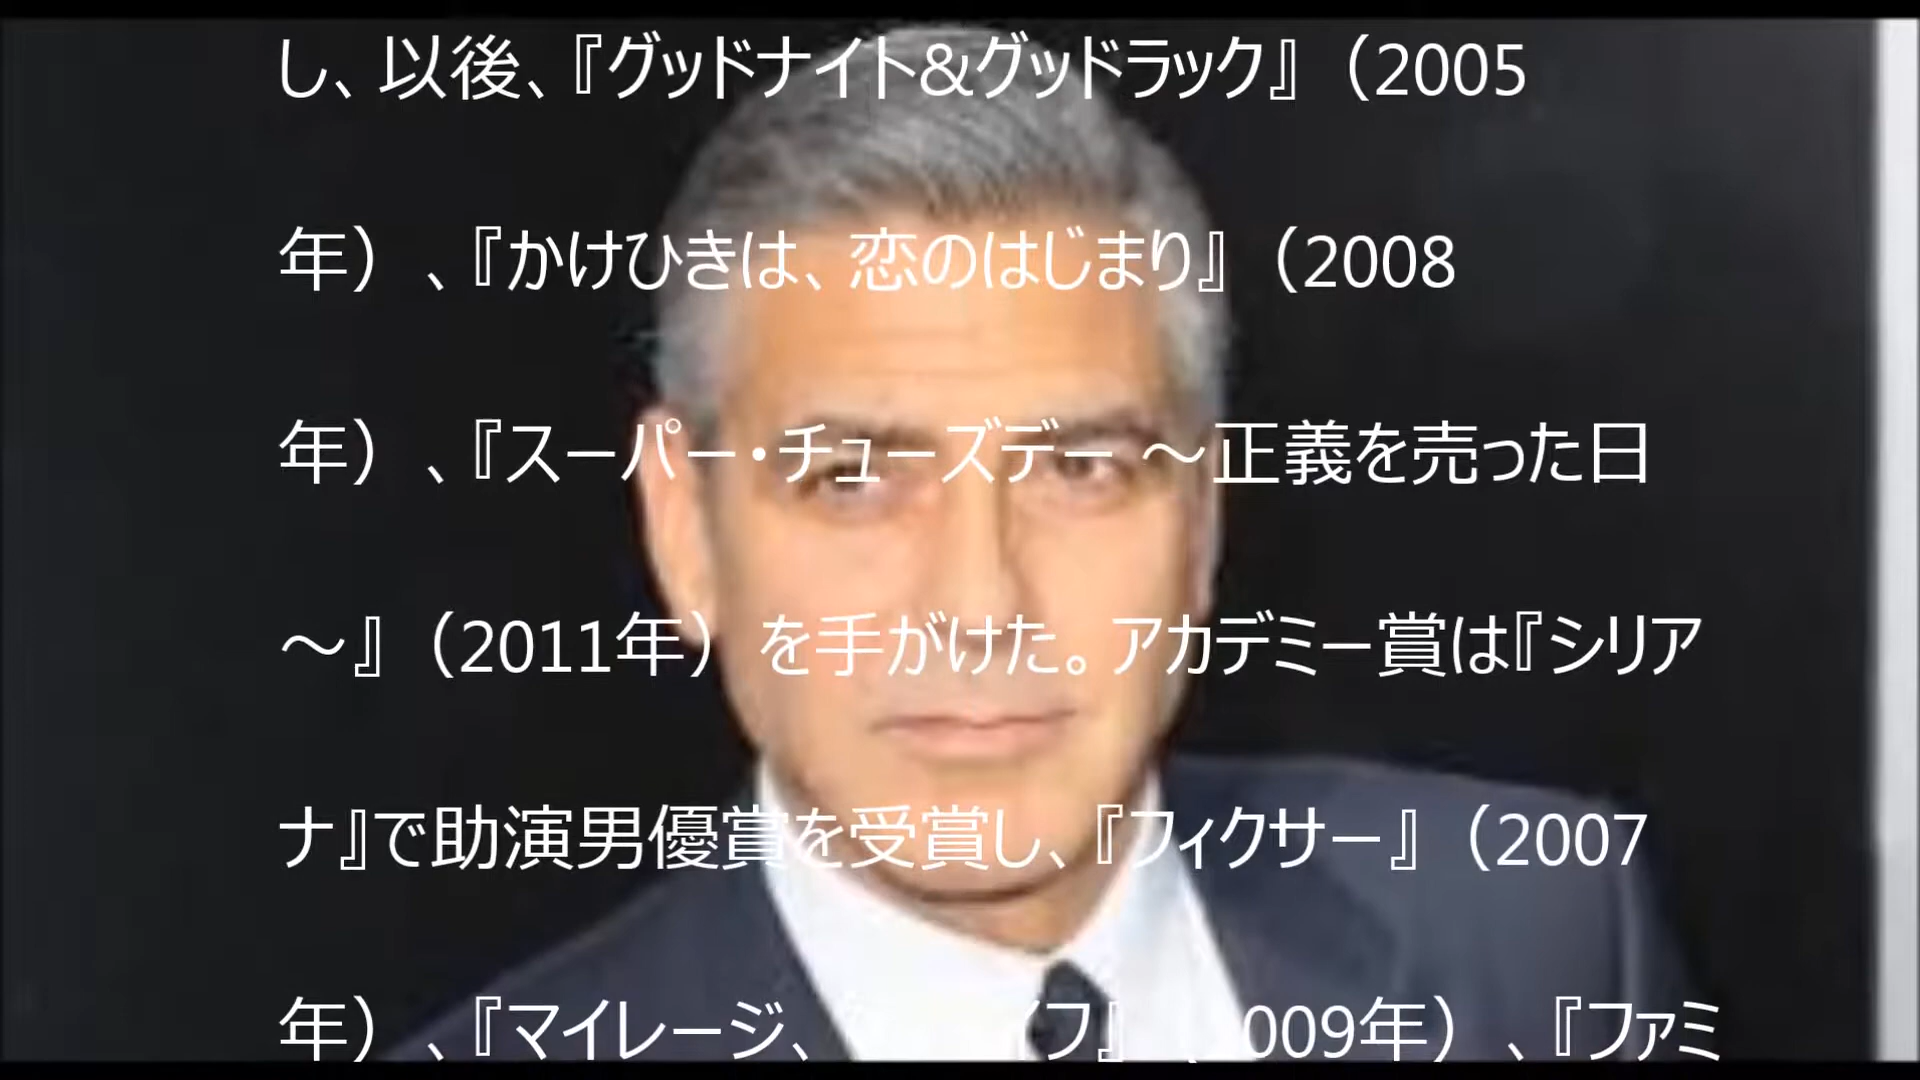 し、以後、『グッドナイト&グッドラック』（2005
年）、『かけひきは、恋のはじまり』（2008
年）、『スーパー・チューズデー ～正義を売った日
～』（2011年）を手がけた。アカデミー賞は『シリア
ナ』で助演男優賞を受賞し、『フィクサー』（2007
年）、『マイレージ、 イフ』（2009年）、『ファミ